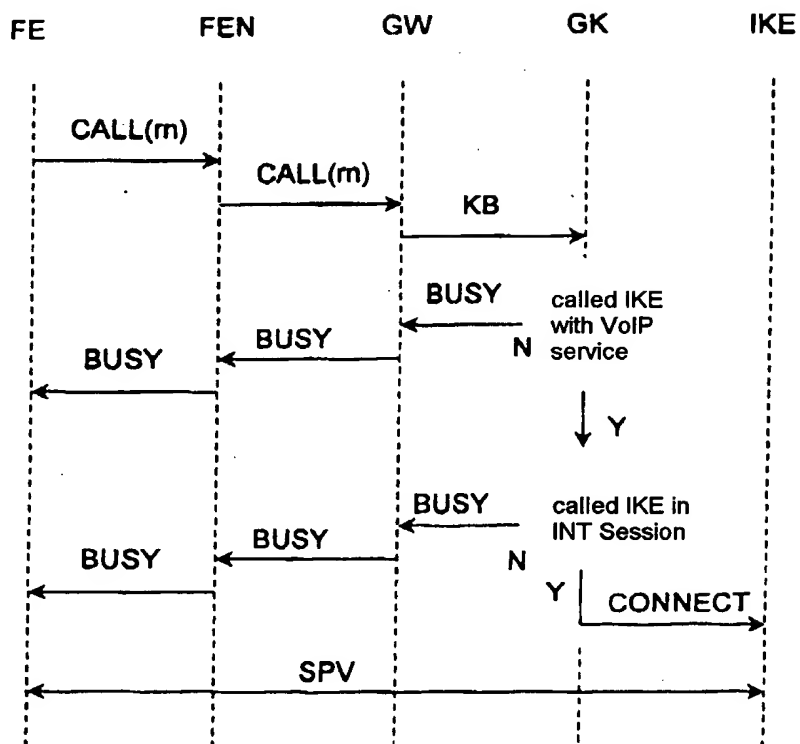 FE FEN GW GK IKE
CALL(m)
CALL(m)
KB
BUSY
called IKE
with VoIP
service
BUSY
N
BUSY
Y
BUSY
called IKE in
INT Session
BUSY
N
BUSY
Y
CONNECT
SPV